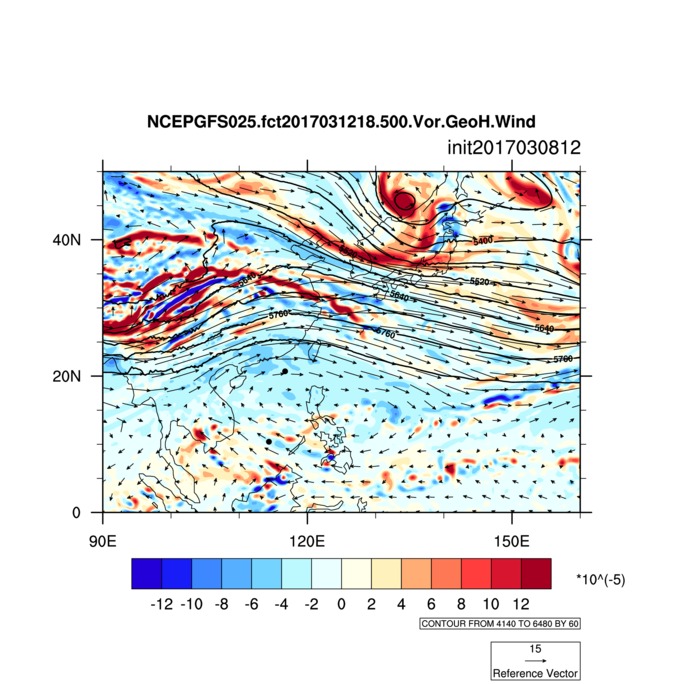 NCEPGFS025.fct2017031218.500.Vor.GeoH.Wind
init2017030812
5400
40N
5640
5520
5640
5760
5640
5760
5760
20N
0
90E 120E 150E
-12 -10 -8 -6 -4 -2 0 2 4 6 8 10 12
*10^(-5)
CONTOUR FROM 4140 TO 6480 BY 60
15
Reference Vector